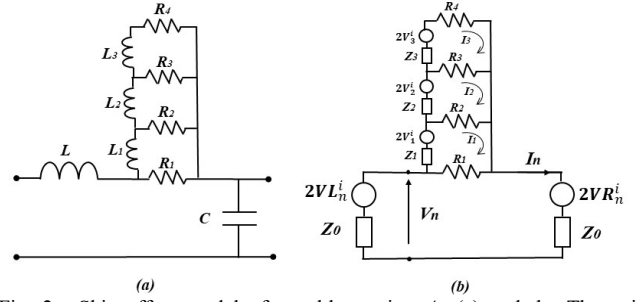 R4
L3
R3
L2
R2
L1
R1
L
C
(a)
R4
2V₃ⁱ
I3
Z3
R3
2V₂ⁱ
I2
Z2
R2
2V₁ⁱ
I1
Z1
R1
In
2VLₙⁱ
Vn
2VRₙⁱ
Z0
Z0
(b)